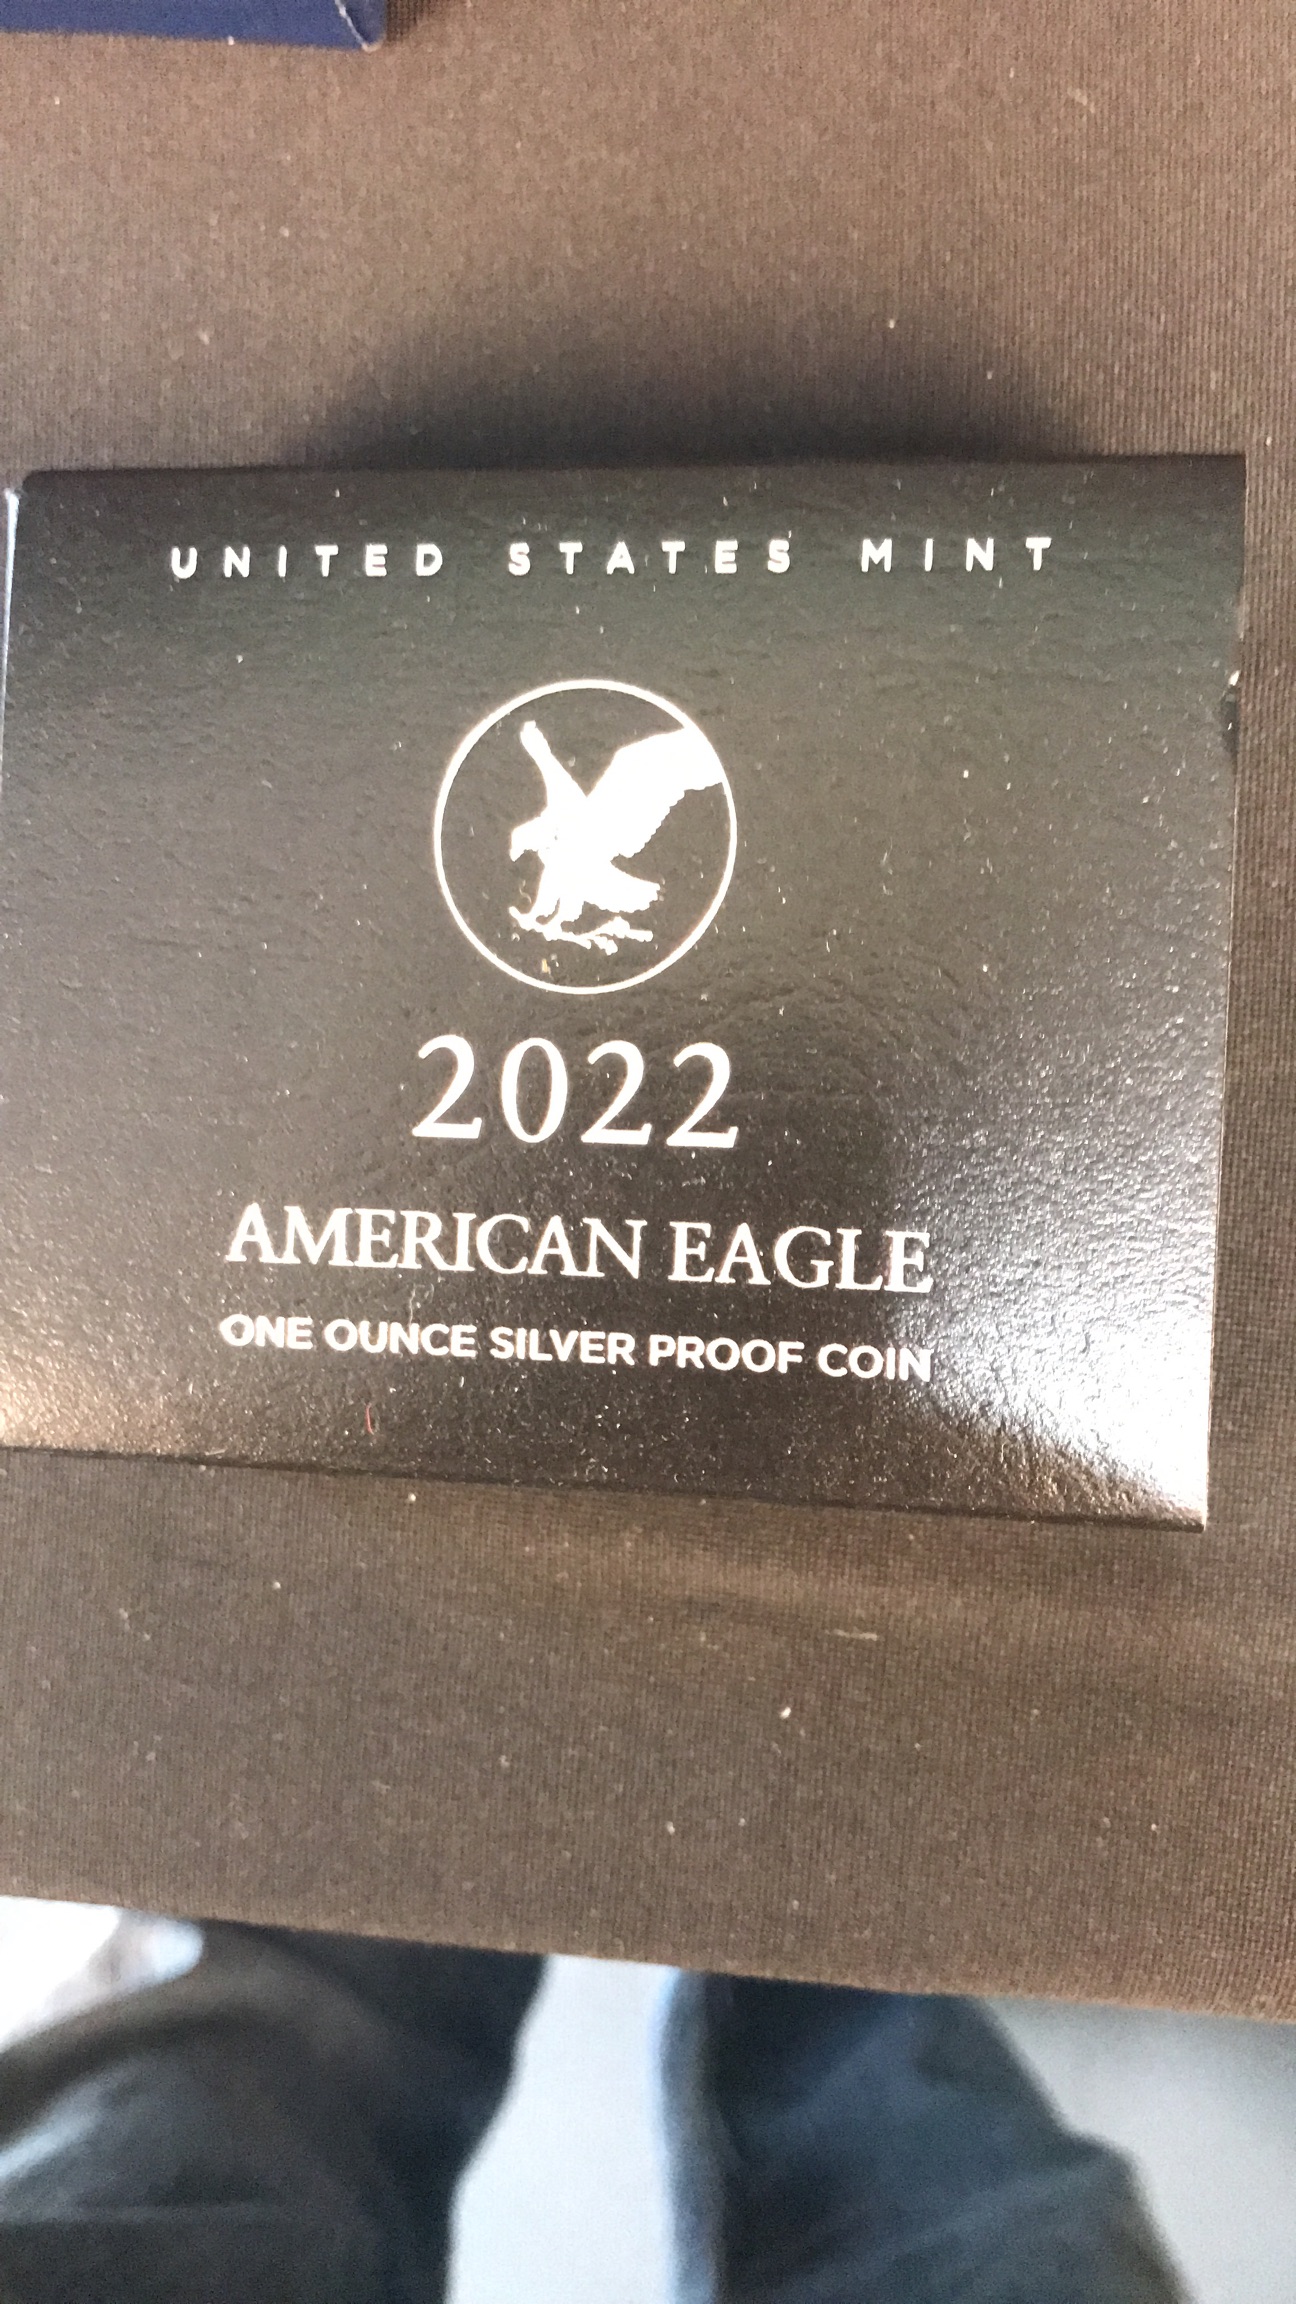 UNITED STATES MINT
2022
AMERICAN EAGLE
ONE OUNCE SILVER PROOF COIN